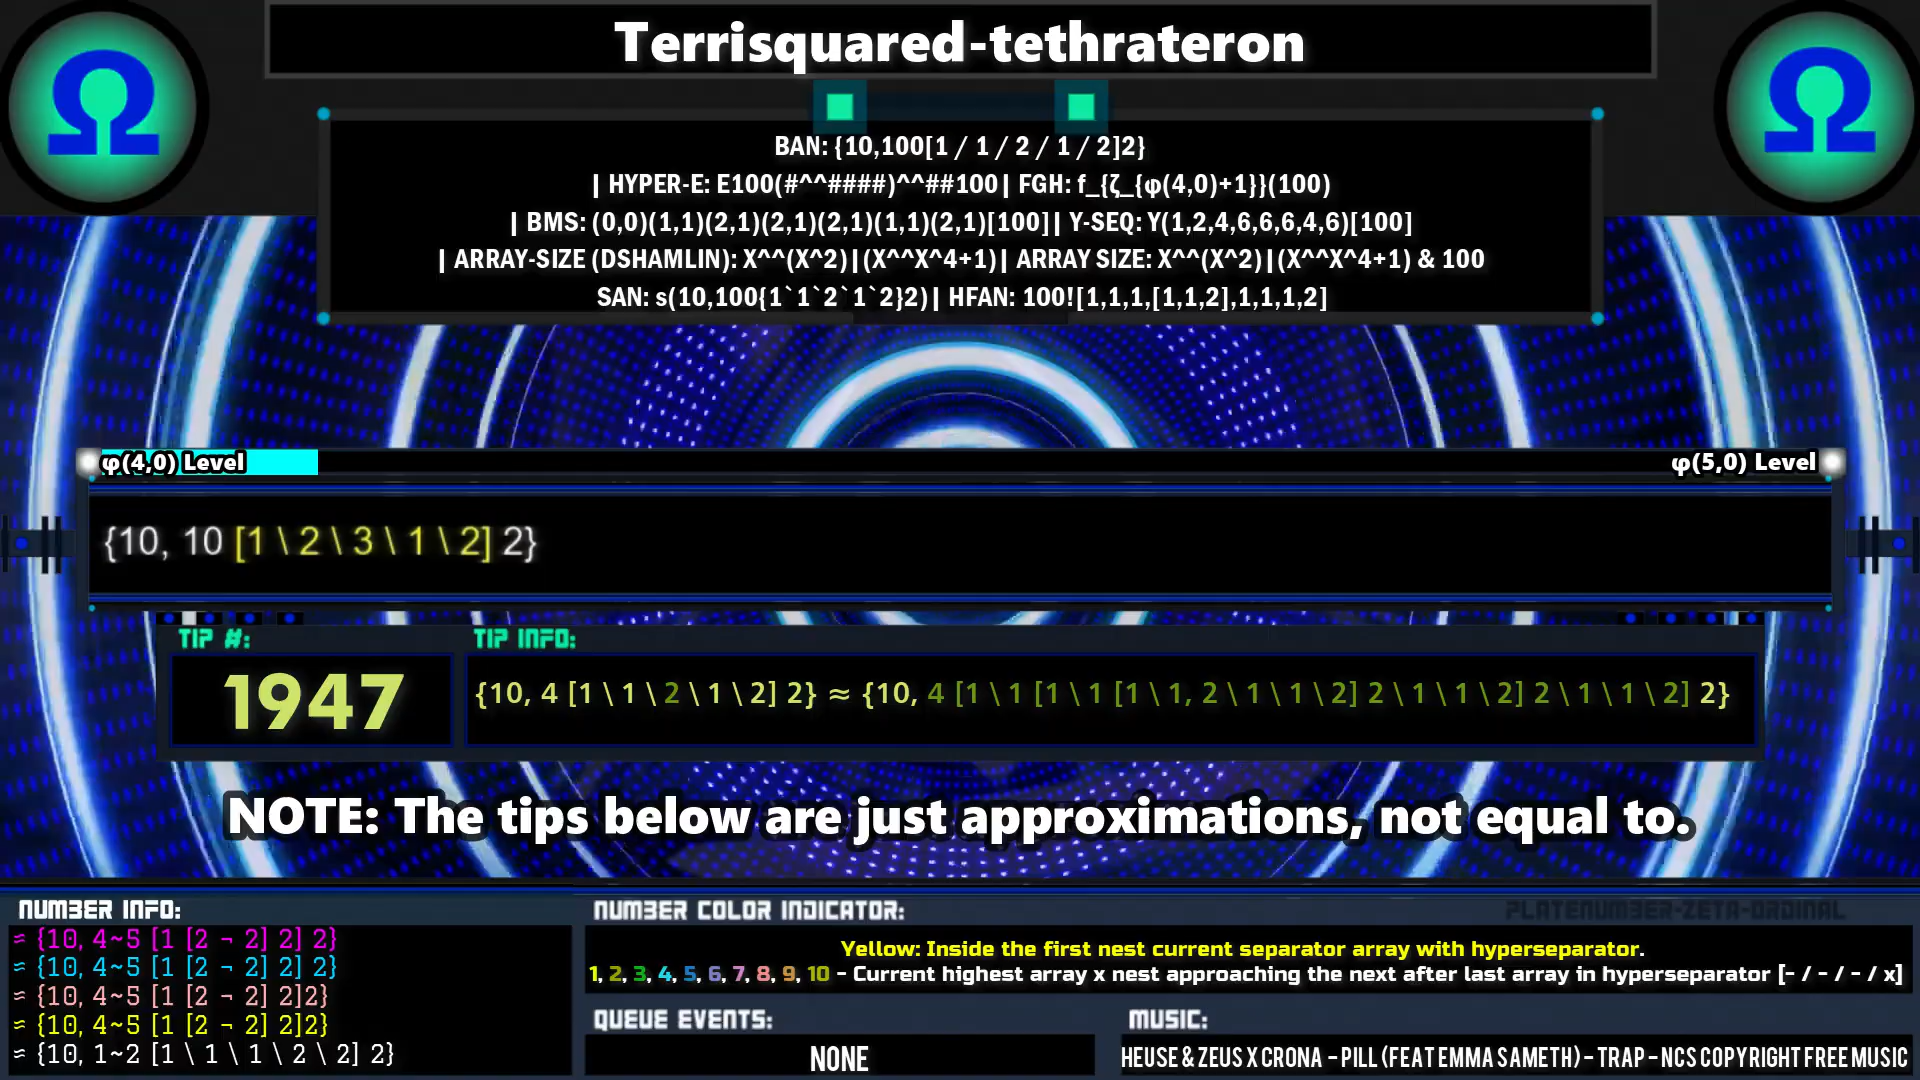 Terrisquared-tethrateron
Ω
Ω
BAN: {10,100[1 / 1 / 2 / 1 / 2]2}
| HYPER-E: E100(#^^####)^^##100| FGH: f_{ζ_{φ(4,0)+1}}(100)
| BMS: (0,0)(1,1)(2,1)(2,1)(2,1)(1,1)(2,1)[100]| Y-SEQ: Y(1,2,4,6,6,6,4,6)[100]
| ARRAY-SIZE (DSHAMLIN): X^^(X^2)|(X^^X^4+1)| ARRAY SIZE: X^^(X^2)|(X^^X^4+1) & 100
SAN: s(10,100{1`1`2`1`2}2)| HFAN: 100![1,1,1,[1,1,2],1,1,1,2]
φ(4,0) Level
φ(5,0) Level
{10, 10 [1 \ 2 \ 3 \ 1 \ 2] 2}
TIP #:
TIP INFO:
1947
{10, 4 [1 \ 1 \ 2 \ 1 \ 2] 2} ≈ {10, 4 [1 \ 1 [1 \ 1 [1 \ 1, 2 \ 1 \ 1 \ 2] 2 \ 1 \ 1 \ 2] 2 \ 1 \ 1 \ 2] 2}
NOTE: The tips below are just approximations, not equal to.
NUMBER INFO:
≈ {10, 4~5 [1 [2 ¬ 2] 2] 2}
≈ {10, 4~5 [1 [2 ¬ 2] 2] 2}
≈ {10, 4~5 [1 [2 ¬ 2] 2]2}
≈ {10, 4~5 [1 [2 ¬ 2] 2]2}
≈ {10, 1~2 [1 \ 1 \ 1 \ 2 \ 2] 2}
NUMBER COLOR INDICATOR:
PLATENUMBER-ZETA-ORDINAL
Yellow: Inside the first nest current separator array with hyperseparator.
1, 2, 3, 4, 5, 6, 7, 8, 9, 10 - Current highest array x nest approaching the next after last array in hyperseparator [- / - / - / x]
QUEUE EVENTS:
NONE
MUSIC:
HEUSE & ZEUS X CRONA - PILL (FEAT EMMA SAMETH) - TRAP - NCS COPYRIGHT FREE MUSIC